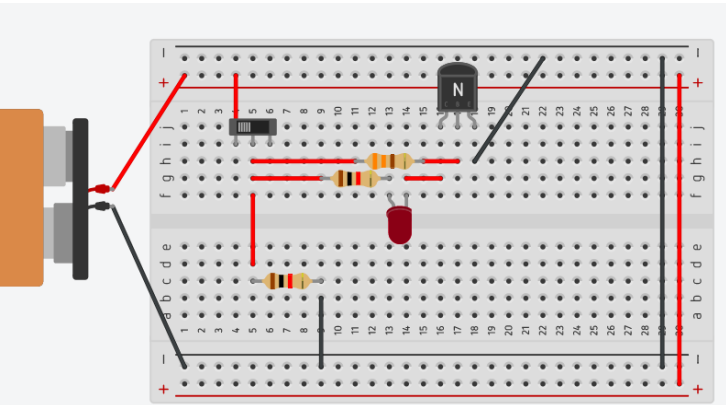 − −
+ +
1 2 3 4 5 6 7 8 9 10 11 12 13 14 15 16 17 18 19 20 21 22 23 24 25 26 27 28 29
N
j j
i i
h h
g g
f f
e e
d d
c c
b b
a a
1 2 3 4 5 6 7 8 9 10 11 12 13 14 15 16 17 18 19 20 21 22 23 24 25 26 27 28 29
− −
+ +